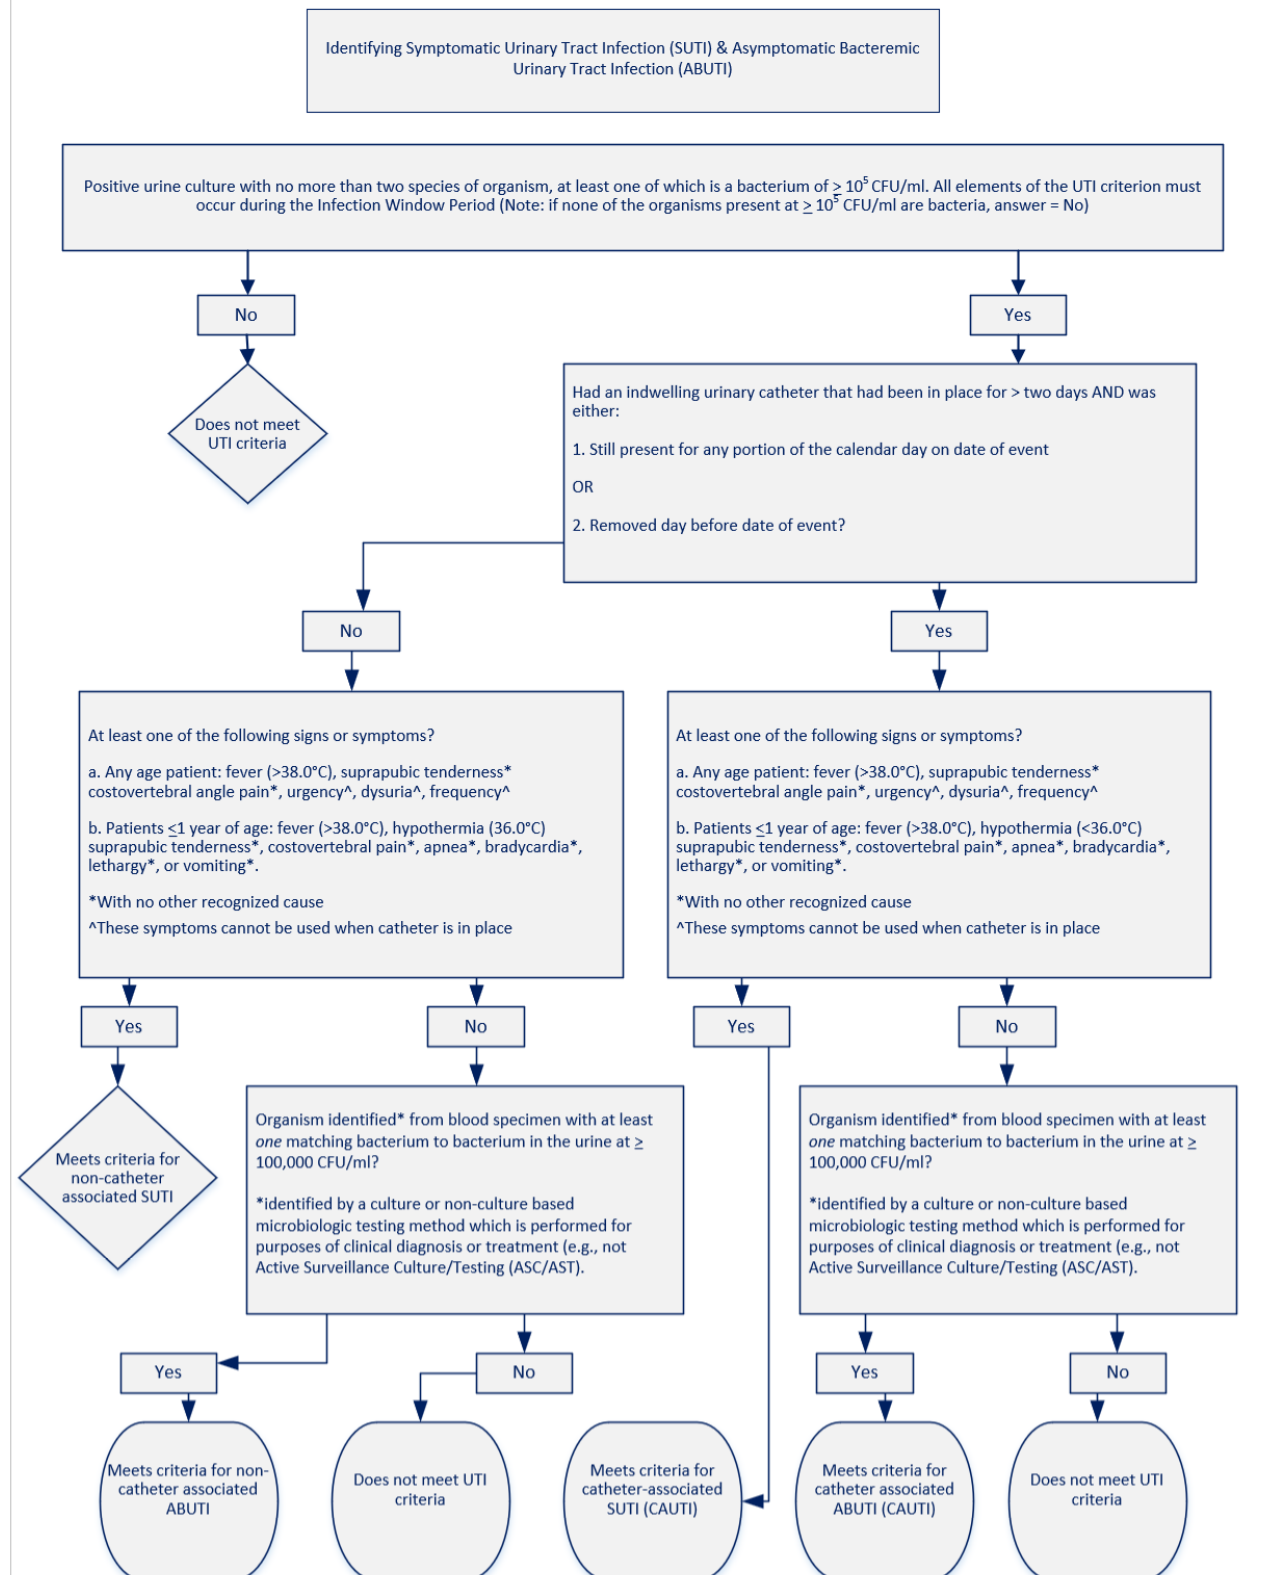 Identifying Symptomatic Urinary Tract Infection (SUTI) & Asymptomatic Bacteremic
Urinary Tract Infection (ABUTI)
Positive urine culture with no more than two species of organism, at least one of which is a bacterium of ≥ 10⁵ CFU/ml. All elements of the UTI criterion must
occur during the Infection Window Period (Note: if none of the organisms present at ≥ 10⁵ CFU/ml are bacteria, answer = No)
No
Yes
Does not meet
UTI criteria
Had an indwelling urinary catheter that had been in place for > two days AND was
either:
1. Still present for any portion of the calendar day on date of event
OR
2. Removed day before date of event?
No
Yes
At least one of the following signs or symptoms?
a. Any age patient: fever (>38.0°C), suprapubic tenderness*
costovertebral angle pain*, urgency^, dysuria^, frequency^
b. Patients ≤1 year of age: fever (>38.0°C), hypothermia (36.0°C)
suprapubic tenderness*, costovertebral pain*, apnea*, bradycardia*,
lethargy*, or vomiting*.
*With no other recognized cause
^These symptoms cannot be used when catheter is in place
At least one of the following signs or symptoms?
a. Any age patient: fever (>38.0°C), suprapubic tenderness*
costovertebral angle pain*, urgency^, dysuria^, frequency^
b. Patients ≤1 year of age: fever (>38.0°C), hypothermia (<36.0°C)
suprapubic tenderness*, costovertebral pain*, apnea*, bradycardia*,
lethargy*, or vomiting*.
*With no other recognized cause
^These symptoms cannot be used when catheter is in place
Yes
No
Yes
No
Meets criteria for
non-catheter
associated SUTI
Organism identified* from blood specimen with at least
one matching bacterium to bacterium in the urine at ≥
100,000 CFU/ml?
*identified by a culture or non-culture based
microbiologic testing method which is performed for
purposes of clinical diagnosis or treatment (e.g., not
Active Surveillance Culture/Testing (ASC/AST).
Organism identified* from blood specimen with at least
one matching bacterium to bacterium in the urine at ≥
100,000 CFU/ml?
*identified by a culture or non-culture based
microbiologic testing method which is performed for
purposes of clinical diagnosis or treatment (e.g., not
Active Surveillance Culture/Testing (ASC/AST).
Yes
No
Yes
No
Meets criteria for non-
catheter associated
ABUTI
Does not meet UTI
criteria
Meets criteria for
catheter-associated
SUTI (CAUTI)
Meets criteria for
catheter associated
ABUTI (CAUTI)
Does not meet UTI
criteria